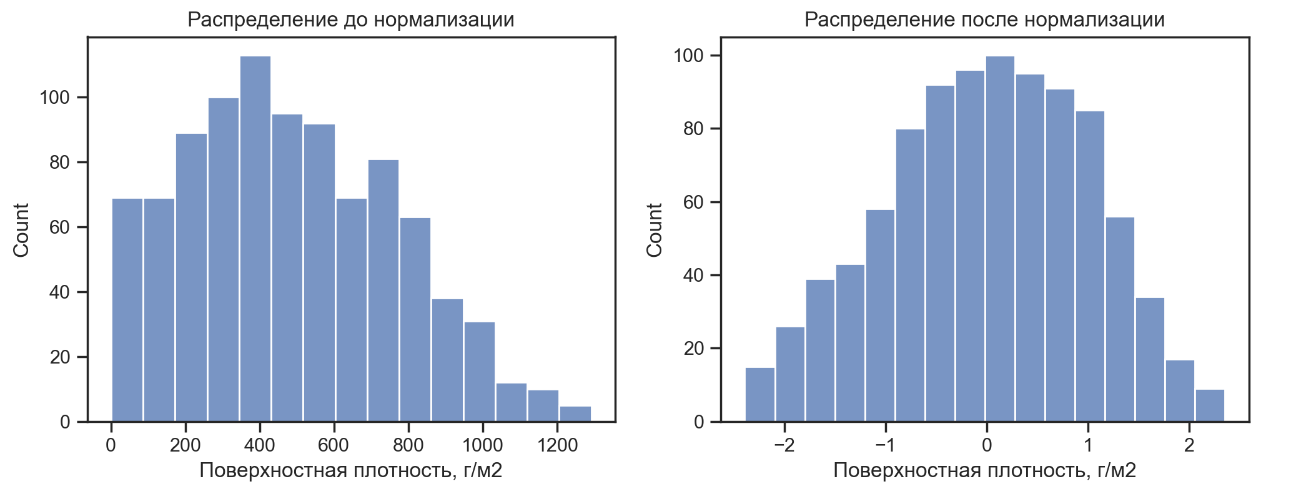 Распределение до нормализации
Count
100
80
60
40
20
0
0 200 400 600 800 1000 1200
Поверхностная плотность, г/м2
Распределение после нормализации
Count
100
80
60
40
20
0
−2 −1 0 1 2
Поверхностная плотность, г/м2